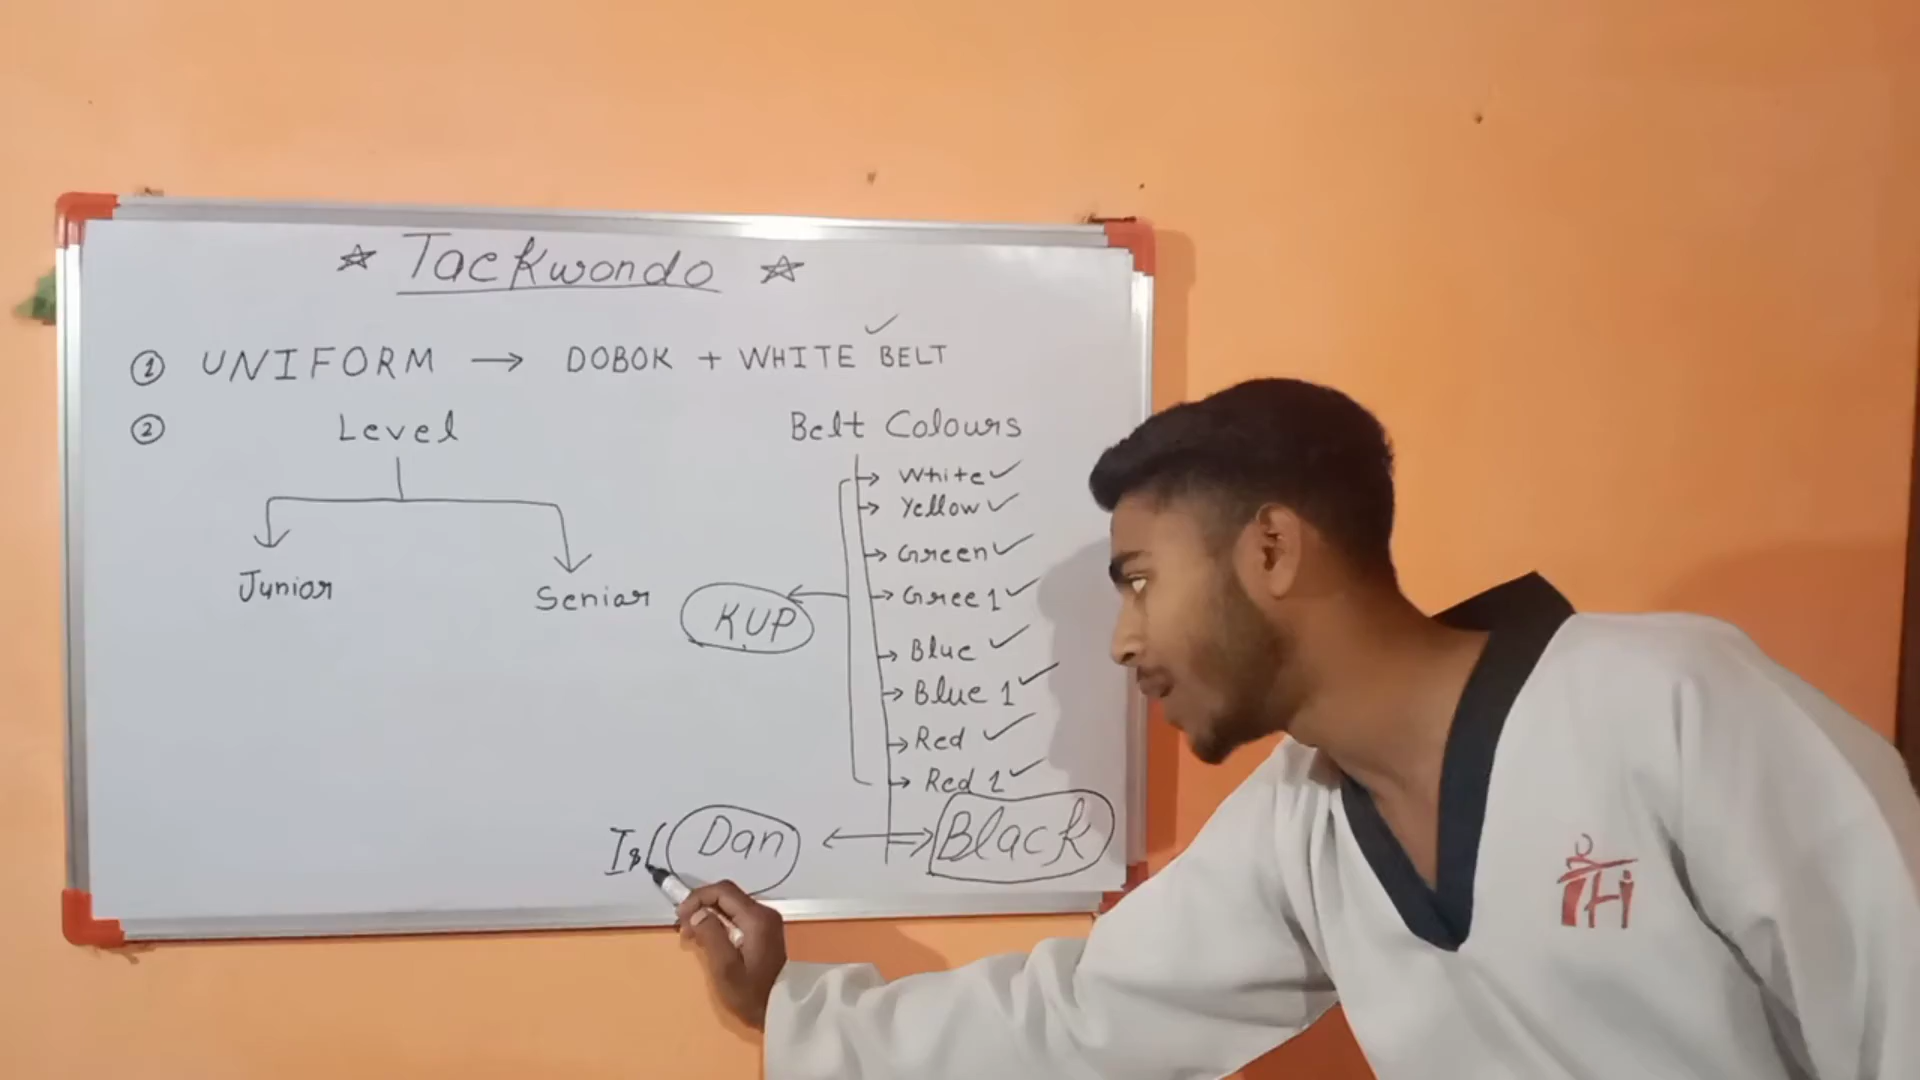 ☆ Taekwondo ☆
① UNIFORM → DOBOK + WHITE BELT ✓
② Level
Junior
Senior
Belt Colours
→ White ✓
→ Yellow ✓
→ Green ✓
→ Gree 1 ✓
→ Blue ✓
→ Blue 1 ✓
→ Red ✓
→ Red 1 ✓
KUP
Dan
Black